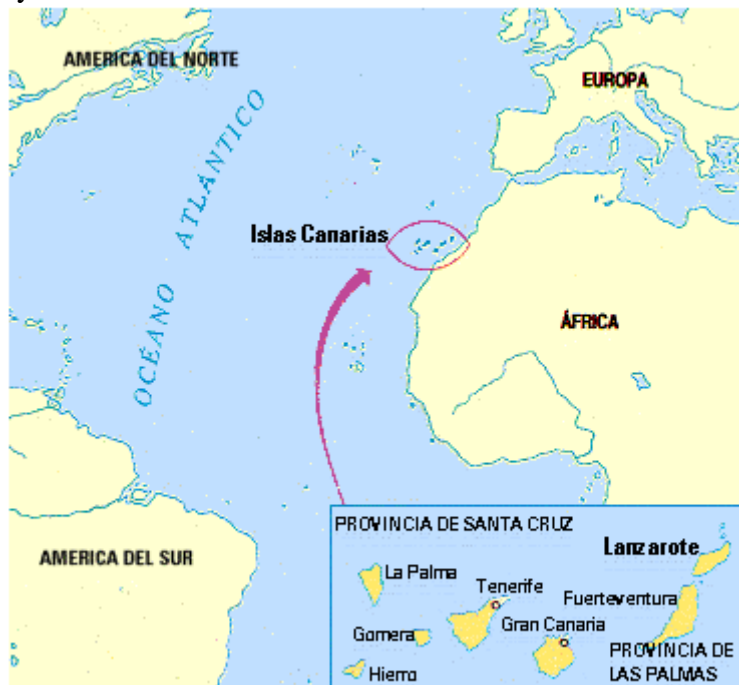 AMERICA DEL NORTE
EUROPA
OCÉANO ATLÁNTICO
Islas Canarias
ÁFRICA
AMERICA DEL SUR
PROVINCIA DE SANTA CRUZ
Lanzarote
La Palma
Tenerife
Fuerteventura
Gomera
Gran Canaria
Hierro
PROVINCIA DE
LAS PALMAS